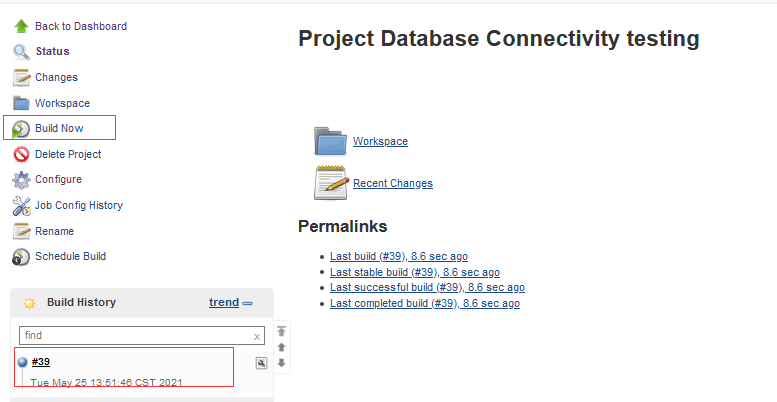 Back to Dashboard
Status
Changes
Workspace
Build Now
Delete Project
Configure
Job Config History
Rename
Schedule Build
Build History trend
find x
#39
Tue May 25 13:51:46 CST 2021
Project Database Connectivity testing
Workspace
Recent Changes
Permalinks
Last build (#39), 8.6 sec ago
Last stable build (#39), 8.6 sec ago
Last successful build (#39), 8.6 sec ago
Last completed build (#39), 8.6 sec ago